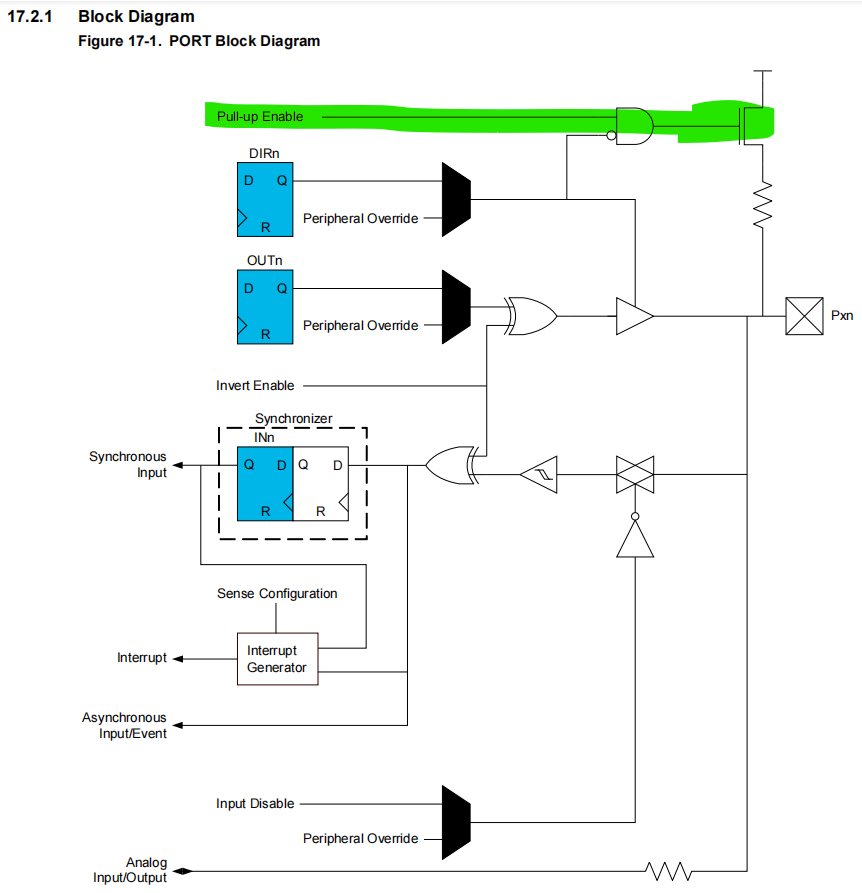 17.2.1 Block Diagram
Figure 17-1. PORT Block Diagram
Pull-up Enable
DIRn
D Q
Peripheral Override
R
OUTn
D Q
Peripheral Override
R
Pxn
Invert Enable
Synchronizer
INn
Synchronous
Input
Q D Q D
R R
Sense Configuration
Interrupt
Interrupt
Generator
Asynchronous
Input/Event
Input Disable
Peripheral Override
Analog
Input/Output